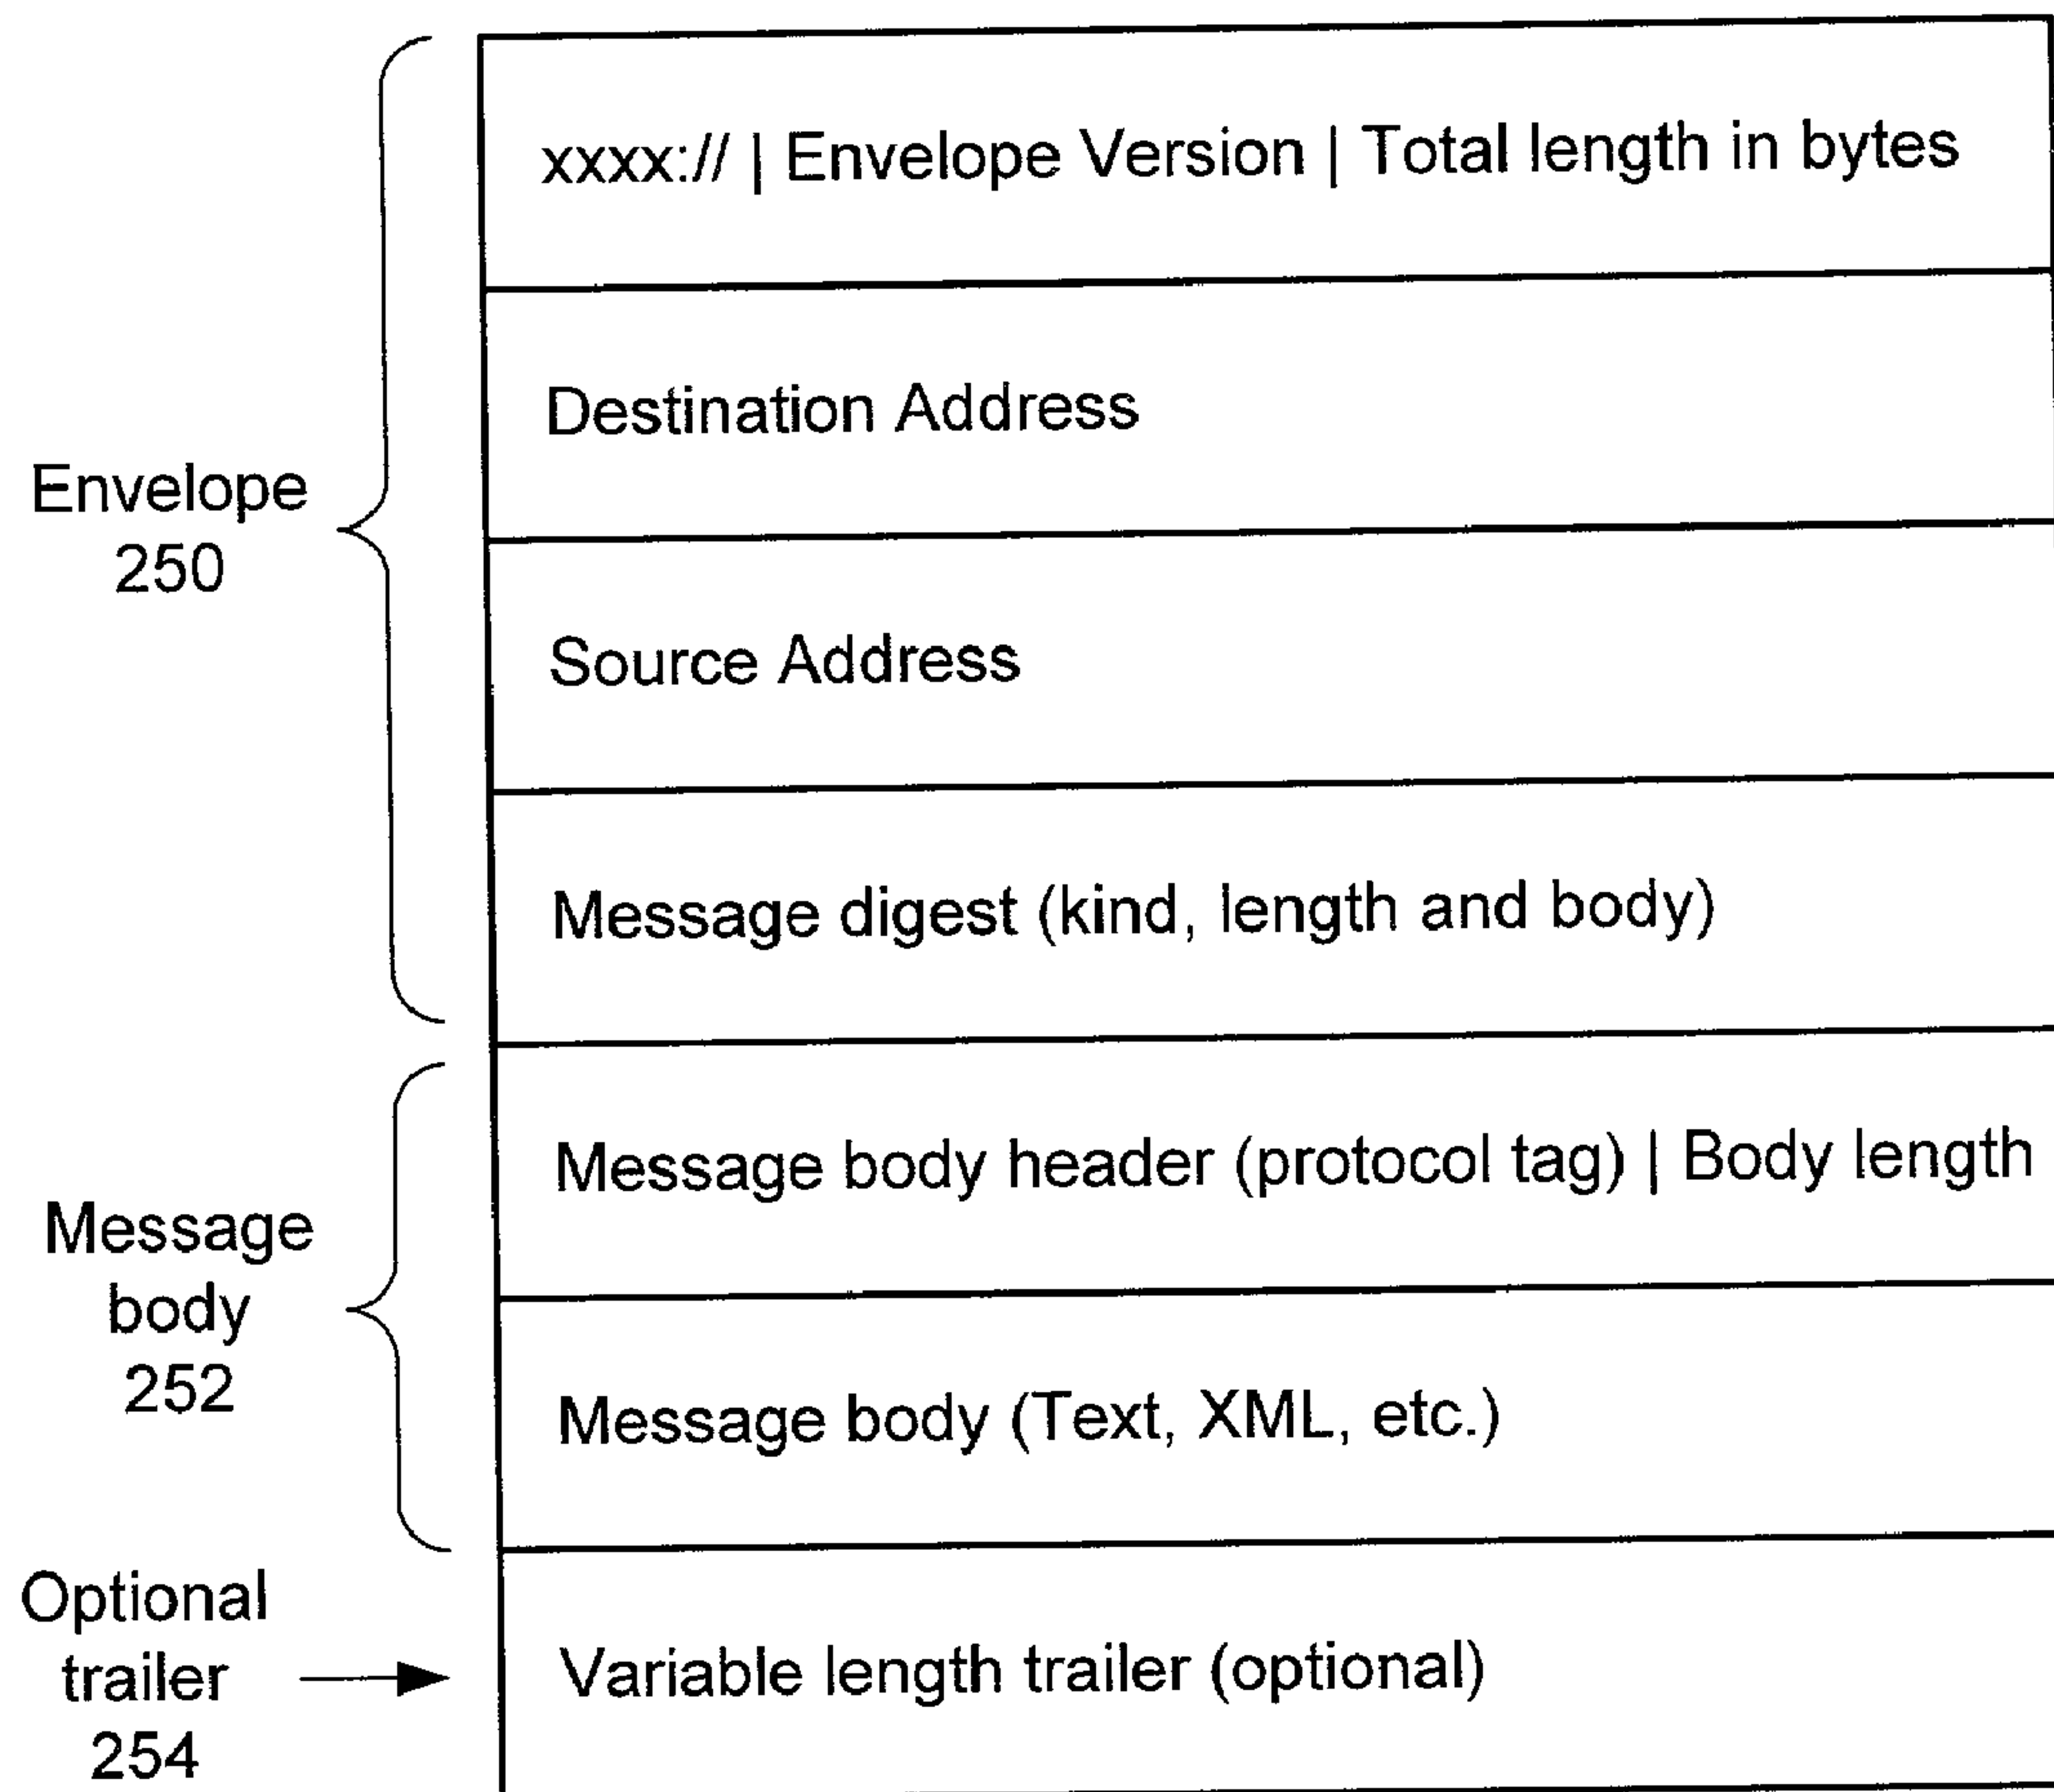 xxxx:// | Envelope Version | Total length in bytes
Destination Address
Envelope
250
Source Address
Message digest (kind, length and body)
Message body header (protocol tag) | Body length
Message
body
252
Message body (Text, XML, etc.)
Optional
trailer
254
Variable length trailer (optional)